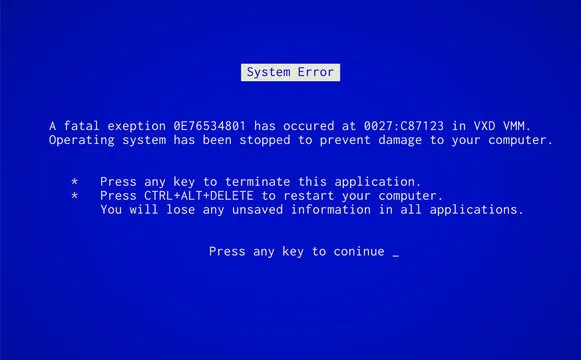 System Error
A fatal exeption 0E76534801 has occured at 0027:C87123 in VXD VMM.
Operating system has been stopped to prevent damage to your computer.
* Press any key to terminate this application.
* Press CTRL+ALT+DELETE to restart your computer.
You will lose any unsaved information in all applications.
Press any key to coninue _